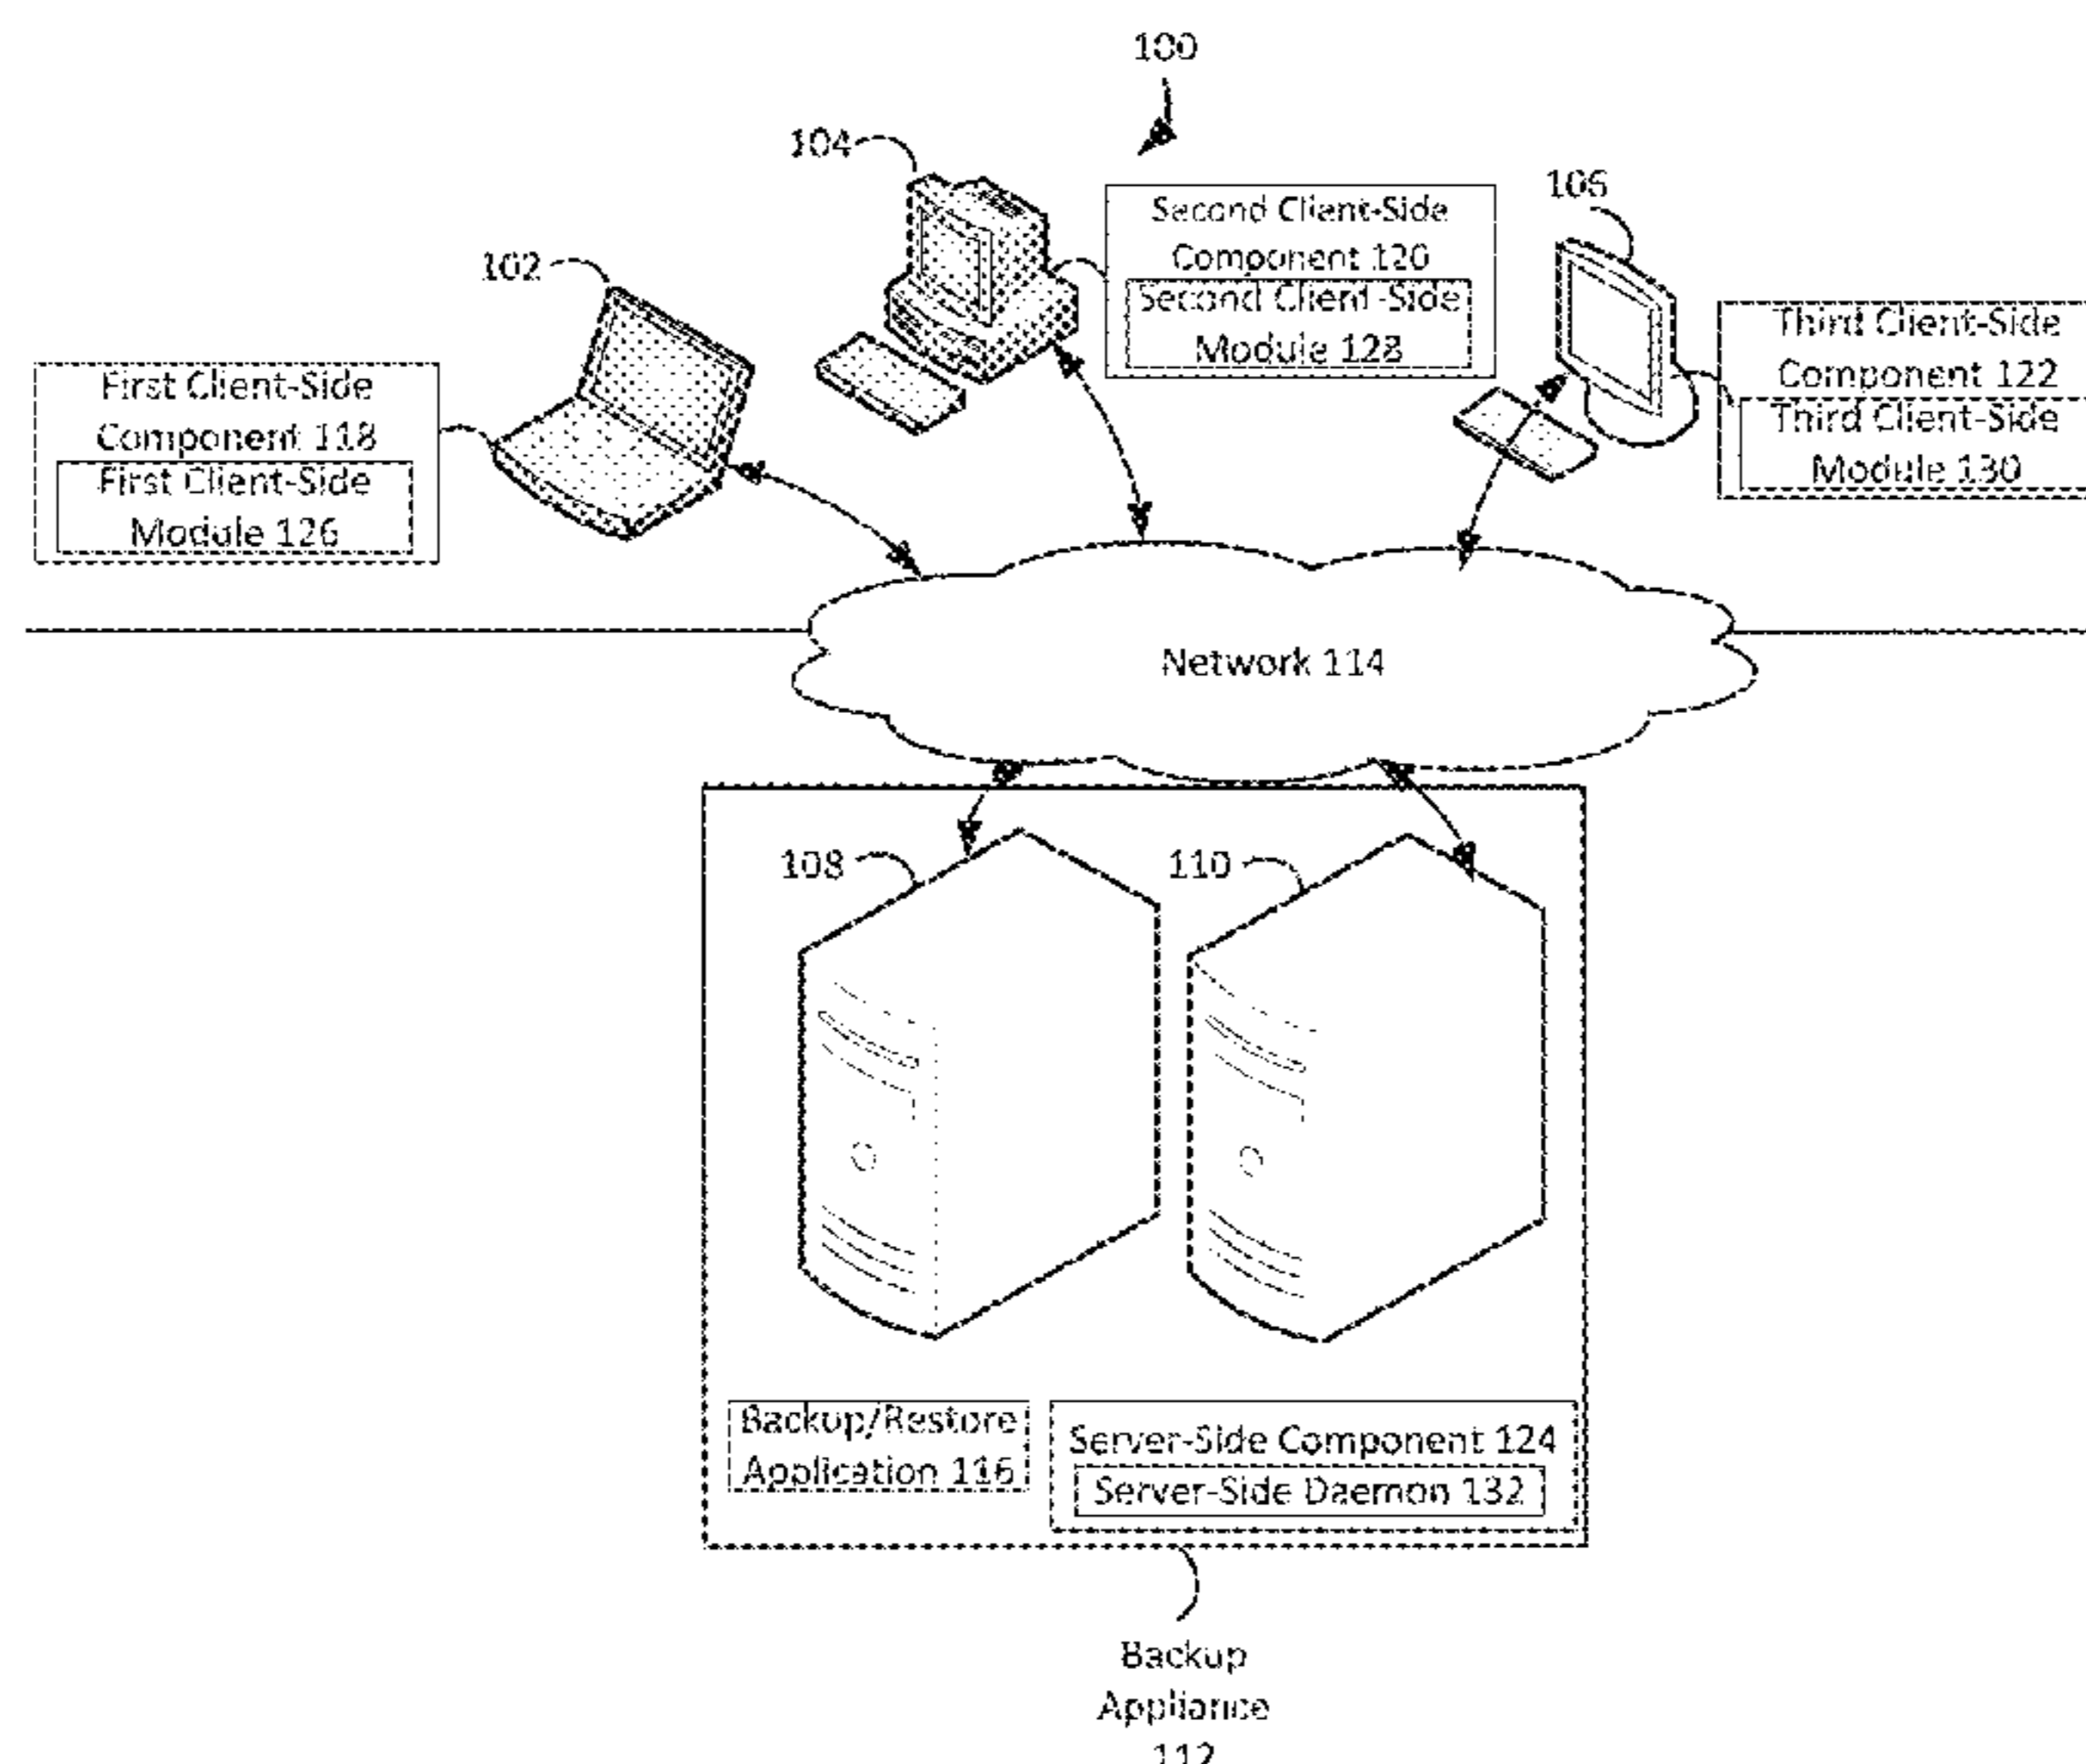 100
104
106
102
Second Client-Side
Component 120
Second Client-Side
Module 128
Third Client-Side
Component 122
Third Client-Side
Module 130
First Client-Side
Component 118
First Client-Side
Module 126
Network 114
108
110
Backup/Restore
Application 116
Server-Side Component 124
Server-Side Daemon 132
Backup
Appliance
112